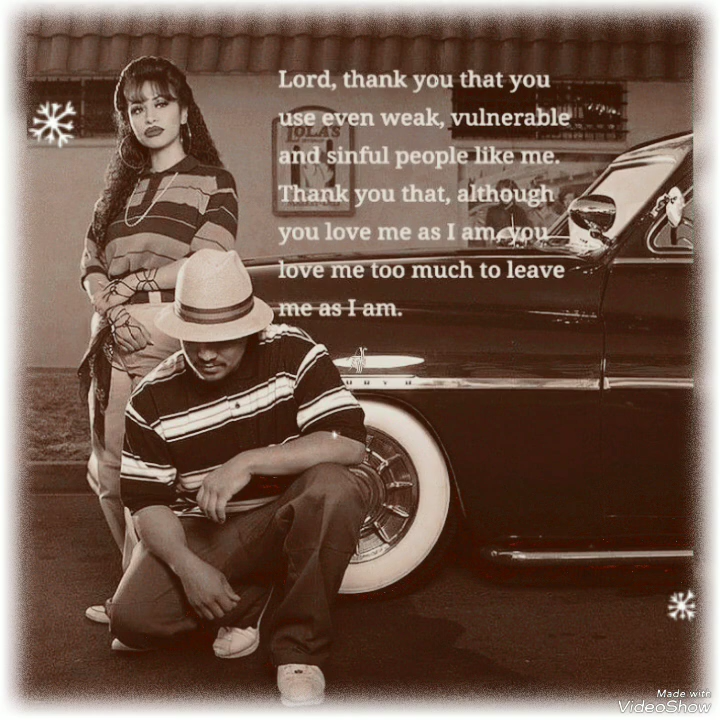 Lord, thank you that you
use even weak, vulnerable
and sinful people like me.
Thank you that, although
you love me as I am, you
love me too much to leave
me as I am.
LOLA'S
Made with
VideoShow